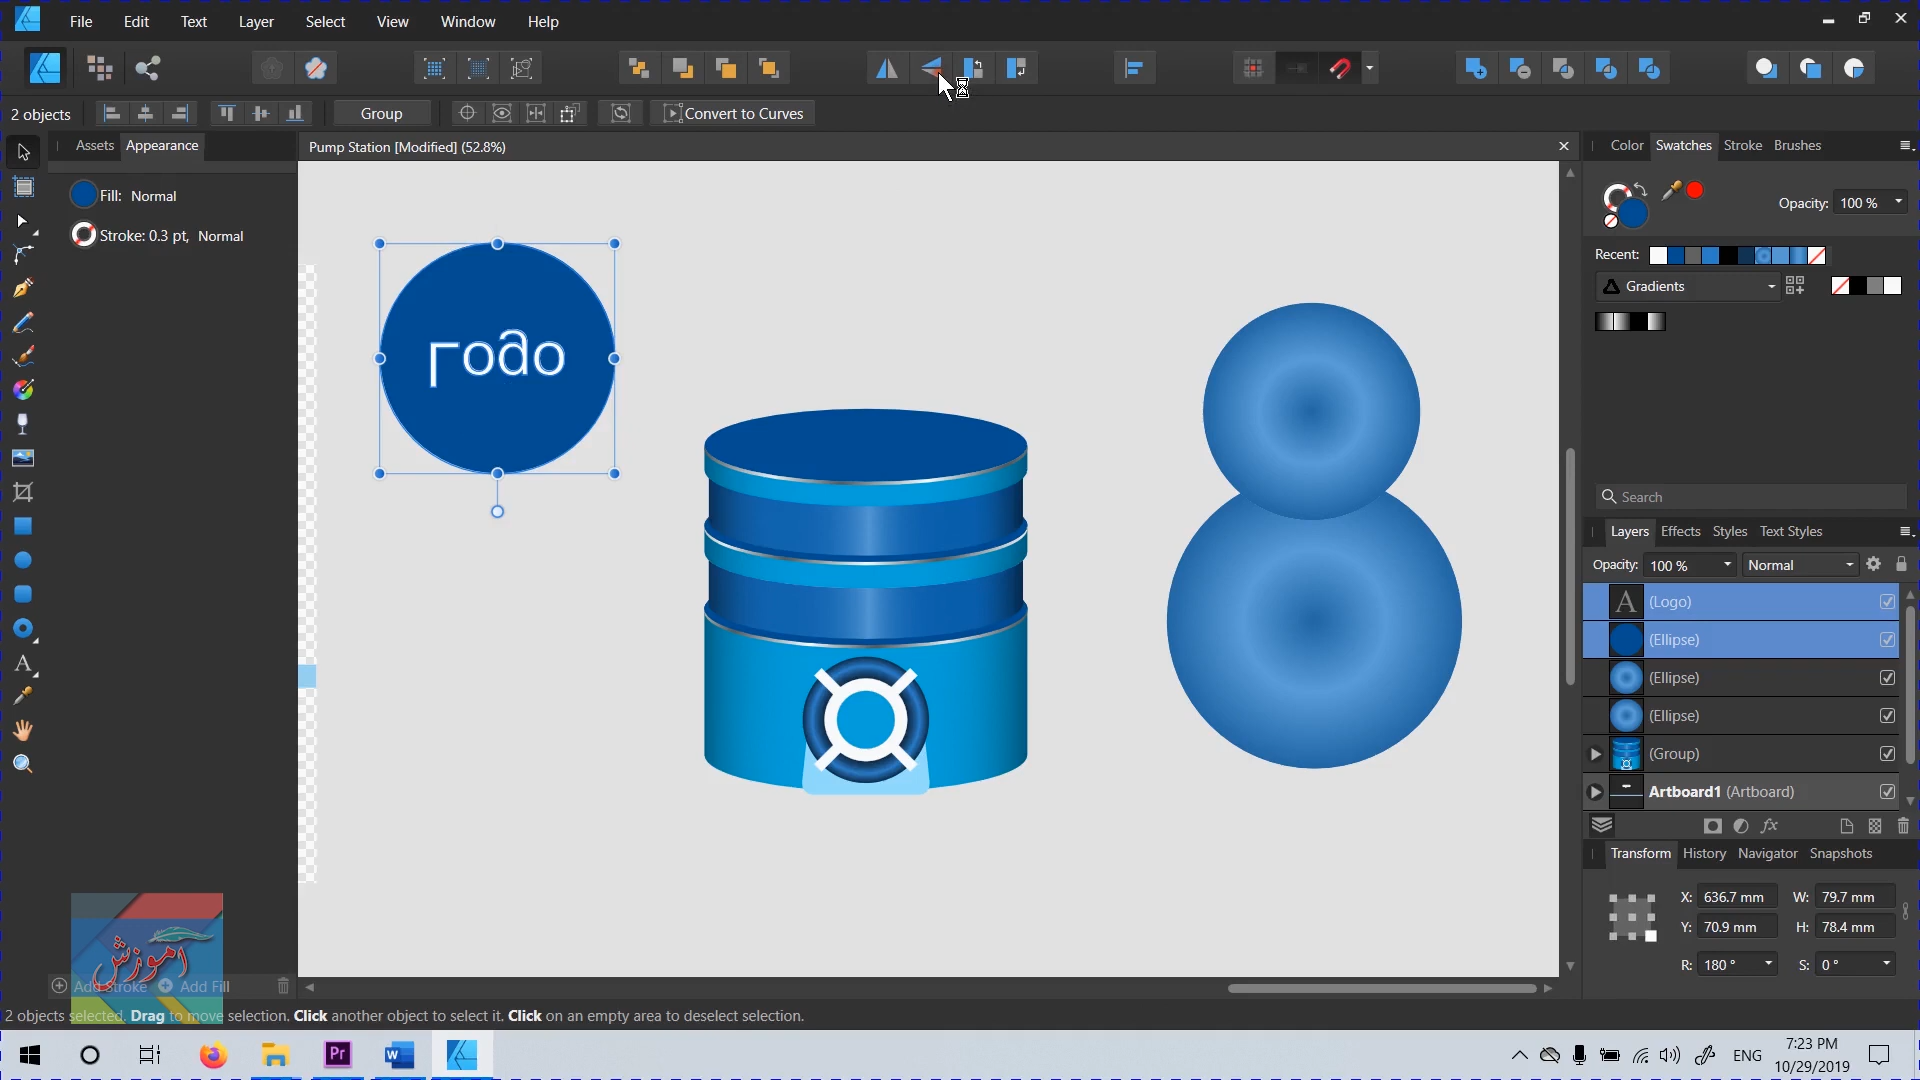 File Edit Text Layer Select View Window Help
2 objects Group Convert to Curves
Assets Appearance
Pump Station [Modified] (52.8%)
Color Swatches Stroke Brushes
Fill: Normal
Stroke: 0.3 pt, Normal
Opacity: 100 %
Recent:
Gradients
Search
Layers Effects Styles Text Styles
Opacity: 100 % Normal
A (Logo)
(Ellipse)
(Ellipse)
(Ellipse)
(Group)
Artboard1 (Artboard)
fx
Transform History Navigator Snapshots
X: 636.7 mm W: 79.7 mm
Y: 70.9 mm H: 78.4 mm
R: 180 ° S: 0 °
آموزش
Add Stroke Add Fill
2 objects selected. Drag to move selection. Click another object to select it. Click on an empty area to deselect selection.
Pr W
ENG
7:23 PM
10/29/2019